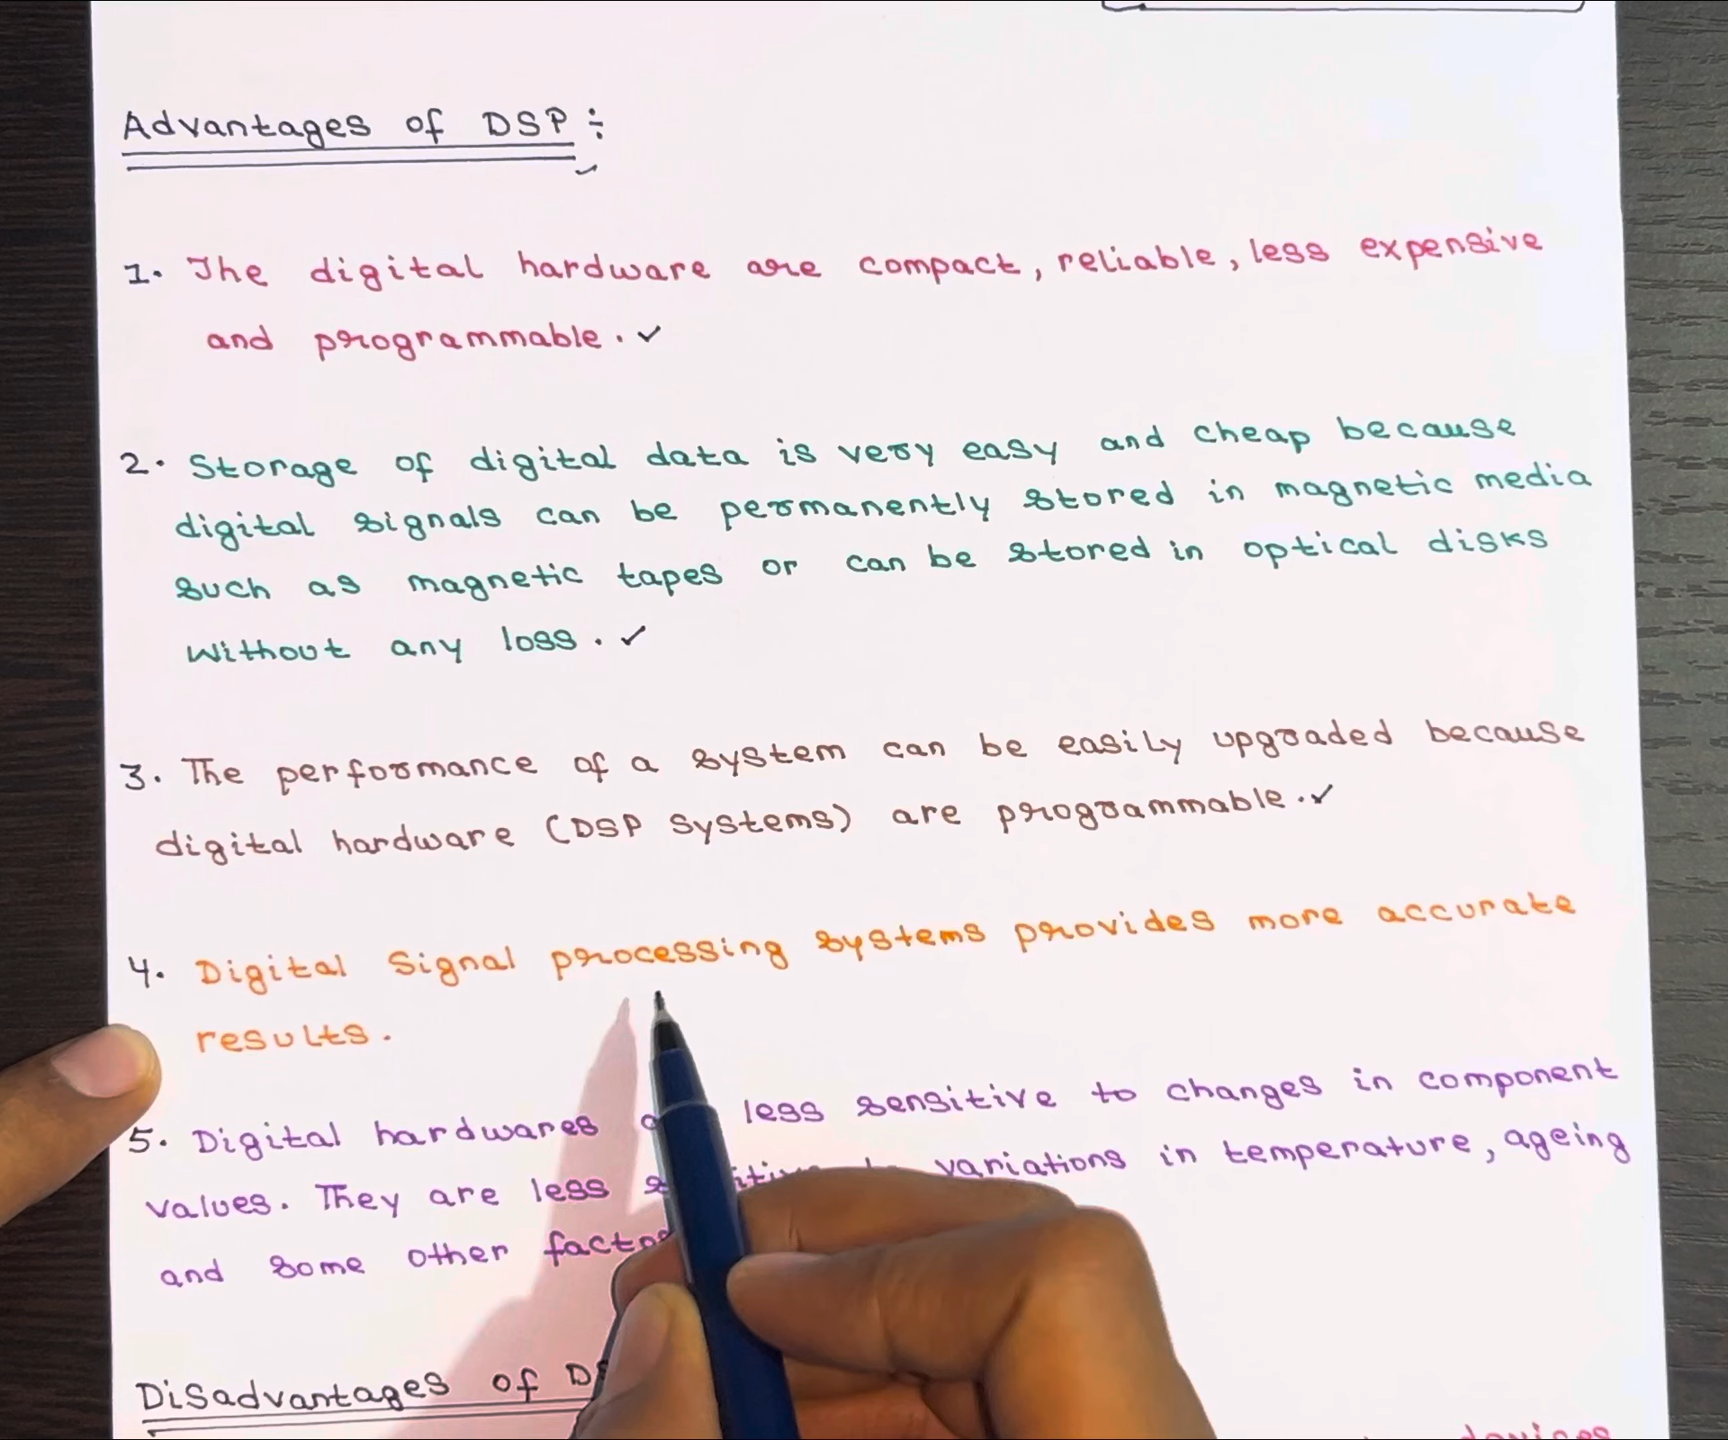 Advantages of DSP :
1. The digital hardware are compact, reliable, less expensive
and programmable. ✓
2. Storage of digital data is very easy and cheap because
digital signals can be permanently stored in magnetic media
such as magnetic tapes or can be stored in optical disks
without any loss. ✓
3. The performance of a system can be easily upgraded because
digital hardware (DSP Systems) are programmable. ✓
4. Digital Signal processing systems provides more accurate
results.
5. Digital hardwares less sensitive to changes in component
values. They are less variations in temperature, ageing
and some other
Disadvantages of